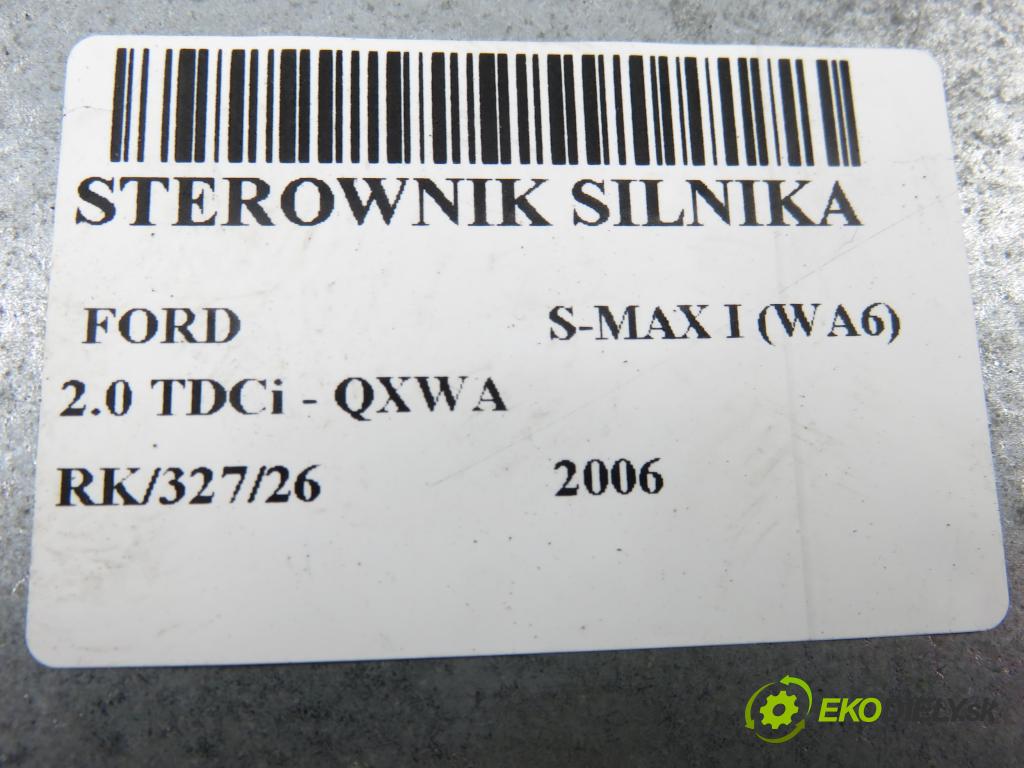 STEROWNIK SILNIKA
FORD S-MAX I (WA6)
2.0 TDCi - QXWA
RK/327/26 2006
EKODIELY.sk